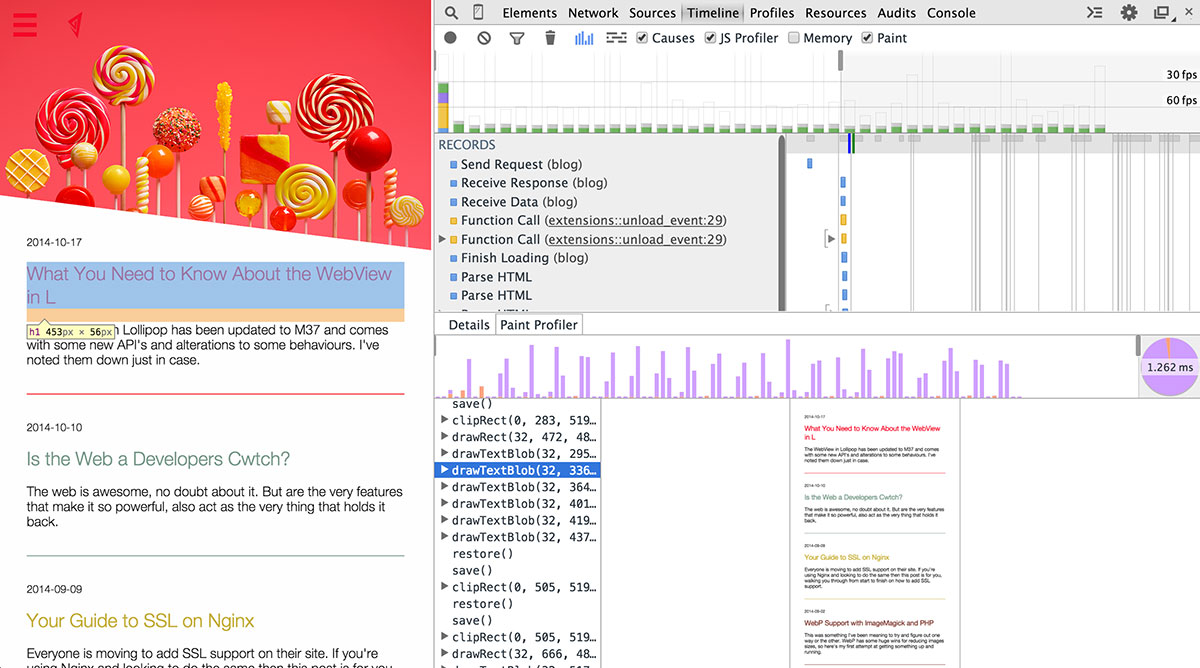 2014-10-17
What You Need to Know About the WebView
in L
h1 453px × 56px
n Lollipop has been updated to M37 and comes
with some new API's and alterations to some behaviours. I've
noted them down just in case.
2014-10-10
Is the Web a Developers Cwtch?
The web is awesome, no doubt about it. But are the very features
that make it so powerful, also act as the very thing that holds it
back.
2014-09-09
Your Guide to SSL on Nginx
Everyone is moving to add SSL support on their site. If you're
using Nginx and looking to do the same then this post is for you,
Elements Network Sources Timeline Profiles Resources Audits Console
Causes JS Profiler Memory Paint
30 fps
60 fps
RECORDS
Send Request (blog)
Receive Response (blog)
Receive Data (blog)
Function Call (extensions::unload_event:29)
Function Call (extensions::unload_event:29)
Finish Loading (blog)
Parse HTML
Parse HTML
Details Paint Profiler
1.262 ms
save()
clipRect(0, 283, 519…
drawRect(32, 472, 48…
drawTextBlob(32, 295…
drawTextBlob(32, 336…
drawTextBlob(32, 364…
drawTextBlob(32, 401…
drawTextBlob(32, 419…
drawTextBlob(32, 437…
restore()
save()
clipRect(0, 505, 519…
restore()
save()
clipRect(0, 505, 519…
drawRect(32, 666, 48…
2014-10-17
What You Need to Know About the WebView
in L
The WebView in Lollipop has been updated to M37 and comes
with some new API's and alterations to some behaviours. I've
noted them down just in case.
2014-10-10
Is the Web a Developers Cwtch?
The web is awesome, no doubt about it. But are the very features
that make it so powerful, also act as the very thing that holds it
back.
2014-09-09
Your Guide to SSL on Nginx
Everyone is moving to add SSL support on their site. If you're
using Nginx and looking to do the same then this post is for you,
walking you through from start to finish on how to add SSL
support.
2014-09-02
WebP Support with ImageMagick and PHP
This was something I've been meaning to try and figure out one
way or the other. WebP has some huge wins for reducing images
sizes, so here's my first attempt at getting something up and
running.